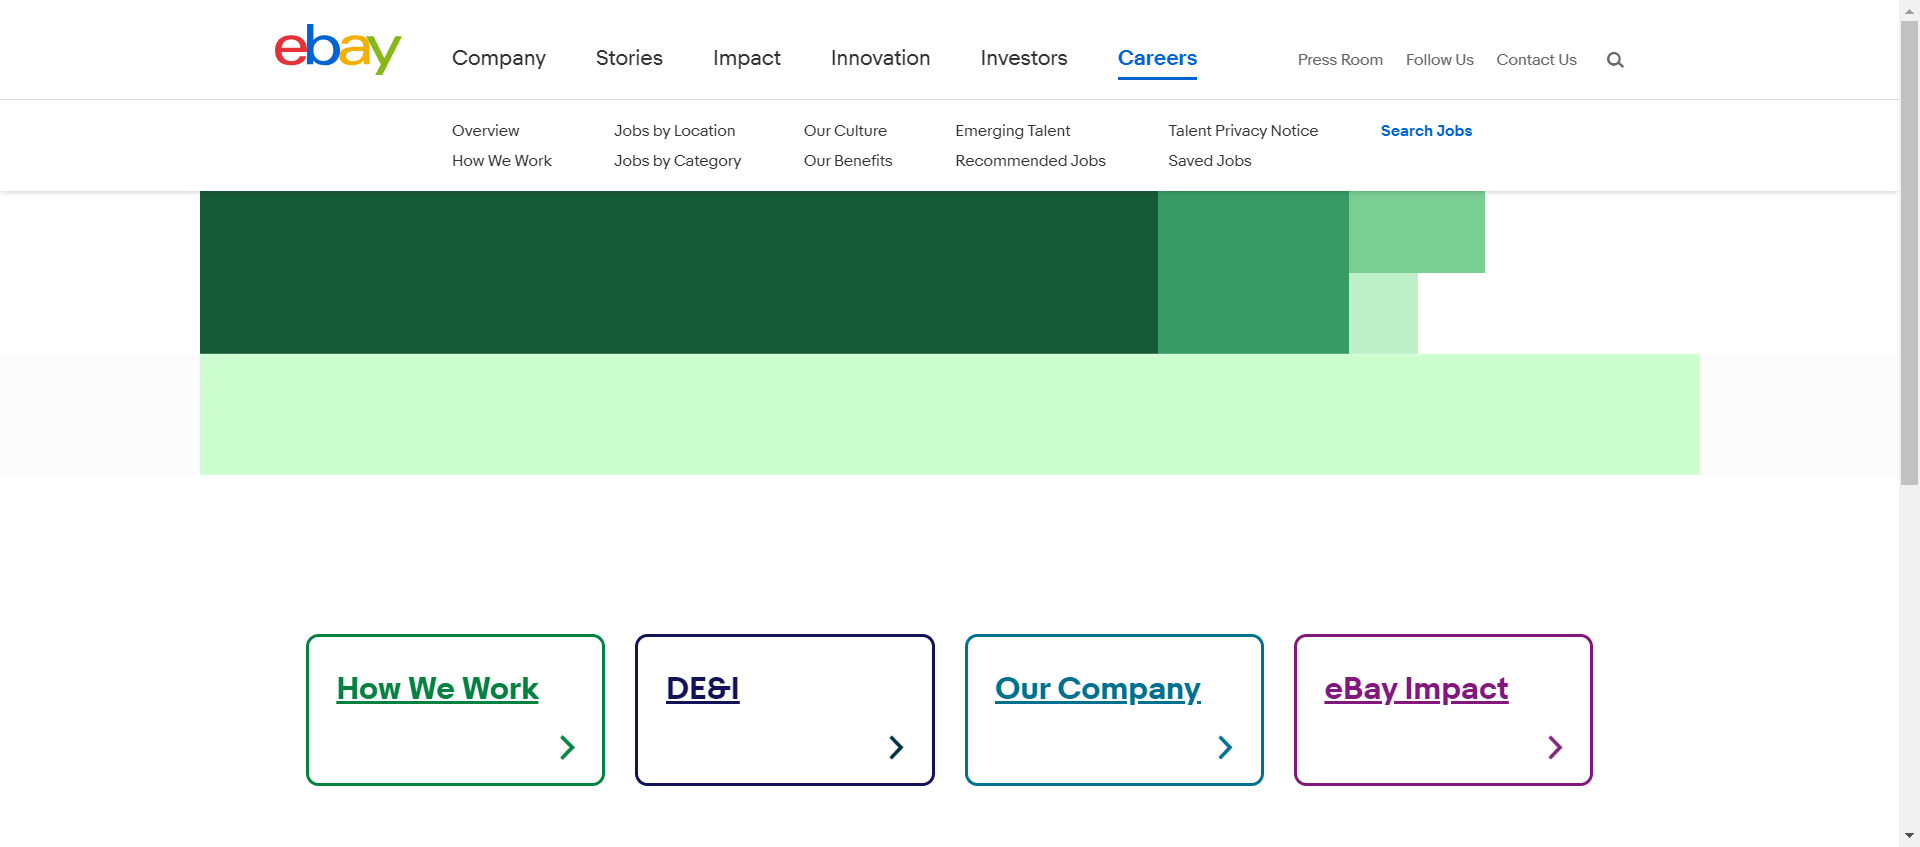 ebay
Company Stories Impact Innovation Investors Careers Press Room Follow Us Contact Us
Overview Jobs by Location Our Culture Emerging Talent Talent Privacy Notice Search Jobs
How We Work Jobs by Category Our Benefits Recommended Jobs Saved Jobs
How We Work DE&I Our Company eBay Impact